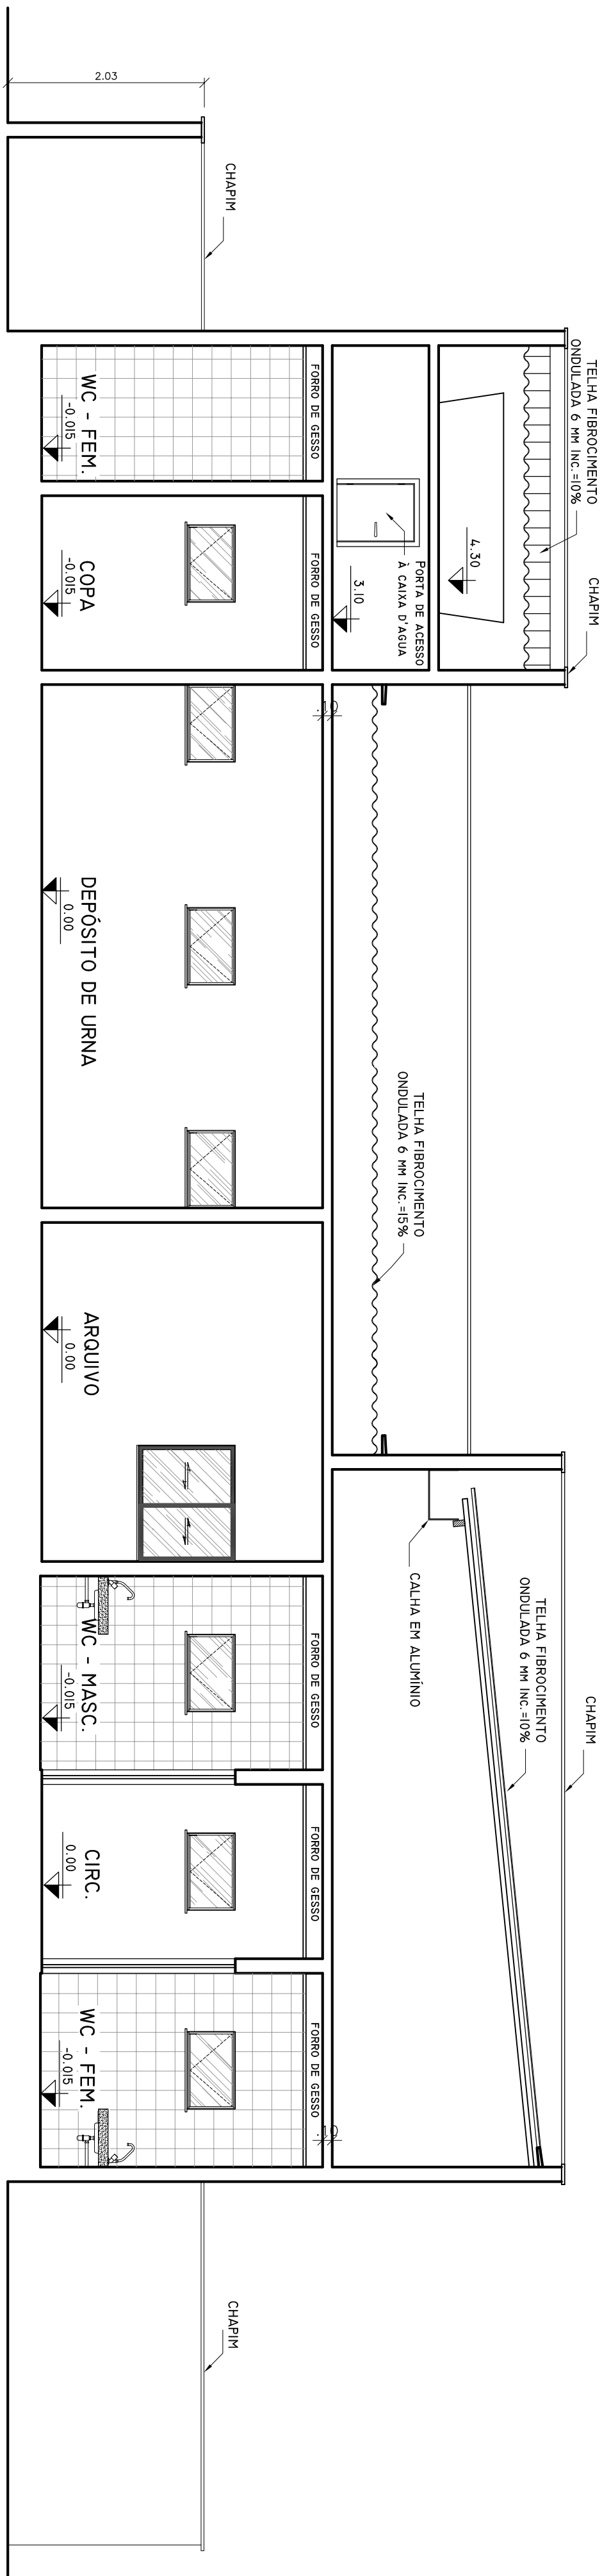 2.03
CHAPIM
TELHA FIBROCIMENTO
ONDULADA 6 MM INC.=10%
CHAPIM
4.30
PORTA DE ACESSO
À CAIXA D'AGUA
3.10
FORRO DE GESSO
WC - FEM.
-0.015
FORRO DE GESSO
COPA
-0.015
.10
DEPÓSITO DE URNA
0.00
TELHA FIBROCIMENTO
ONDULADA 6 MM INC.=15%
ARQUIVO
0.00
CALHA EM ALUMÍNIO
TELHA FIBROCIMENTO
ONDULADA 6 MM INC.=10%
CHAPIM
FORRO DE GESSO
WC - MASC.
-0.015
FORRO DE GESSO
CIRC.
0.00
FORRO DE GESSO
WC - FEM.
-0.015
.10
CHAPIM